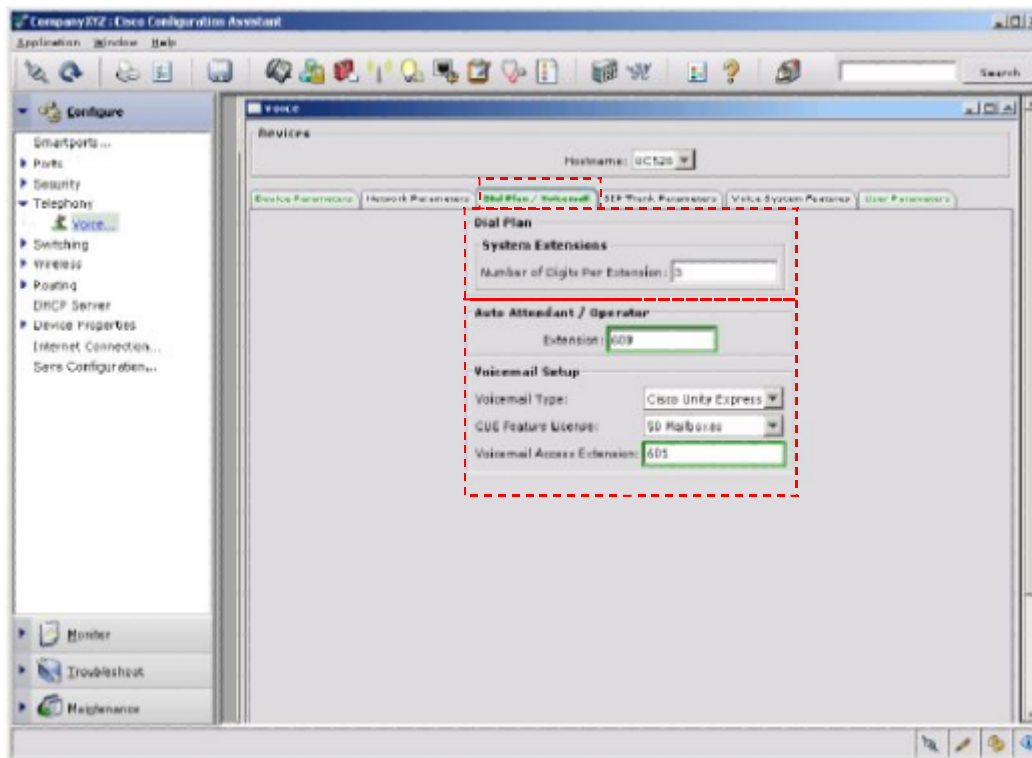 CompanyXYZ : Cisco Configuration Assistant
Application Window Help
Search
Configure
Smartports...
Ports
Security
Telephony
Voice...
Switching
Wireless
Routing
DHCP Server
Device Properties
Internet Connection...
Save Configuration...
Monitor
Troubleshoot
Maintenance
Voice
Devices
Hostname: UC520
Device Parameters Network Parameters Dial Plan / Voicemail SIP Trunk Parameters Voice System Features User Parameters
Dial Plan
System Extensions
Number of Digits Per Extension: 3
Auto Attendant / Operator
Extension:
Voicemail Setup
Voicemail Type: Cisco Unity Express
CUE Feature License: 50 Mailboxes
Voicemail Access Extension: 601